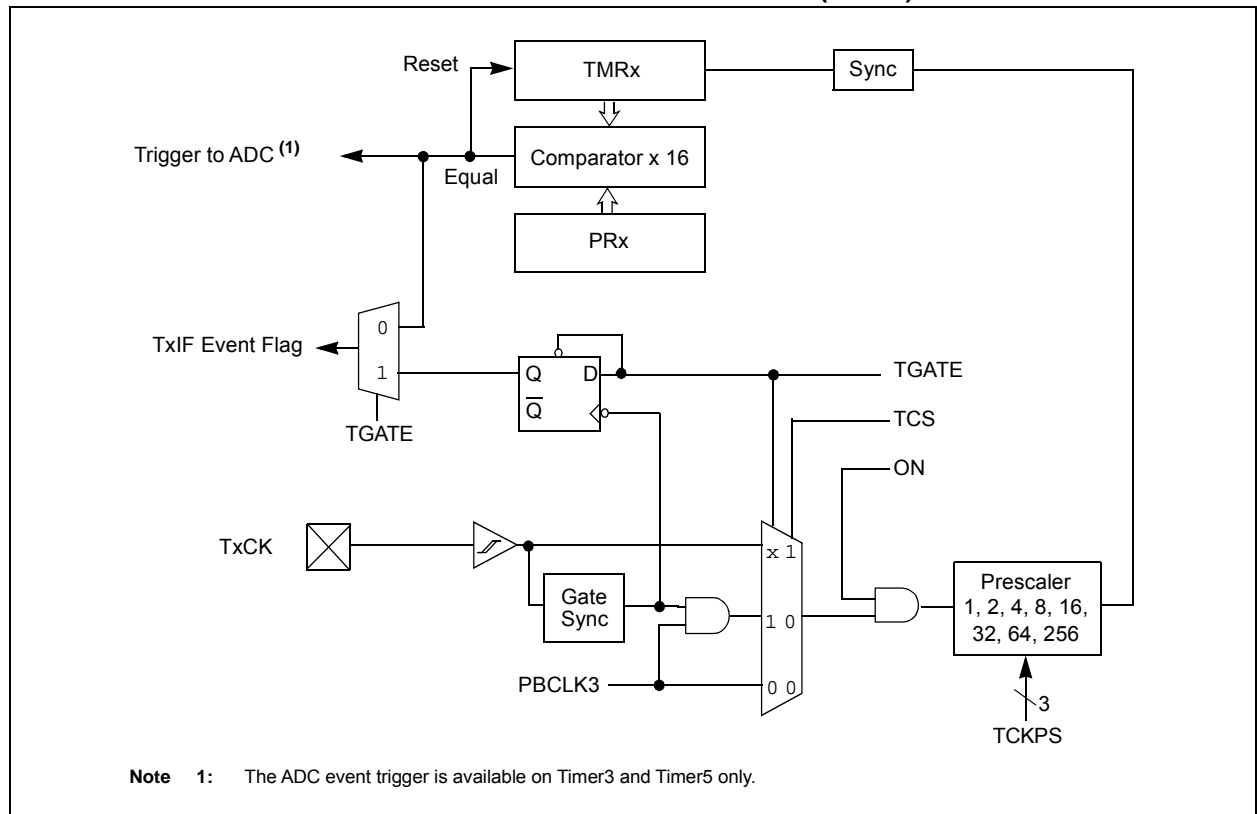 Reset
TMRx
Sync
Trigger to ADC (1)
Equal
Comparator x 16
PRx
TxIF Event Flag
0
1
TGATE
Q D
Q
TGATE
TCS
ON
TxCK
Gate
Sync
x 1
1 0
0 0
PBCLK3
Prescaler
1, 2, 4, 8, 16,
32, 64, 256
3
TCKPS
Note 1: The ADC event trigger is available on Timer3 and Timer5 only.